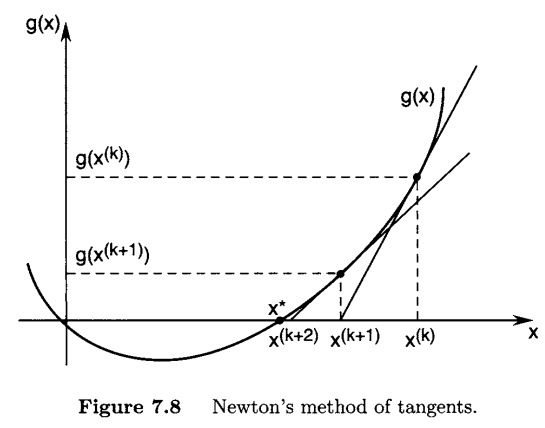 g(x)
g(x)
g(x(k))
g(x(k+1))
x*
x(k+2) x(k+1) x(k)
x
Figure 7.8 Newton's method of tangents.